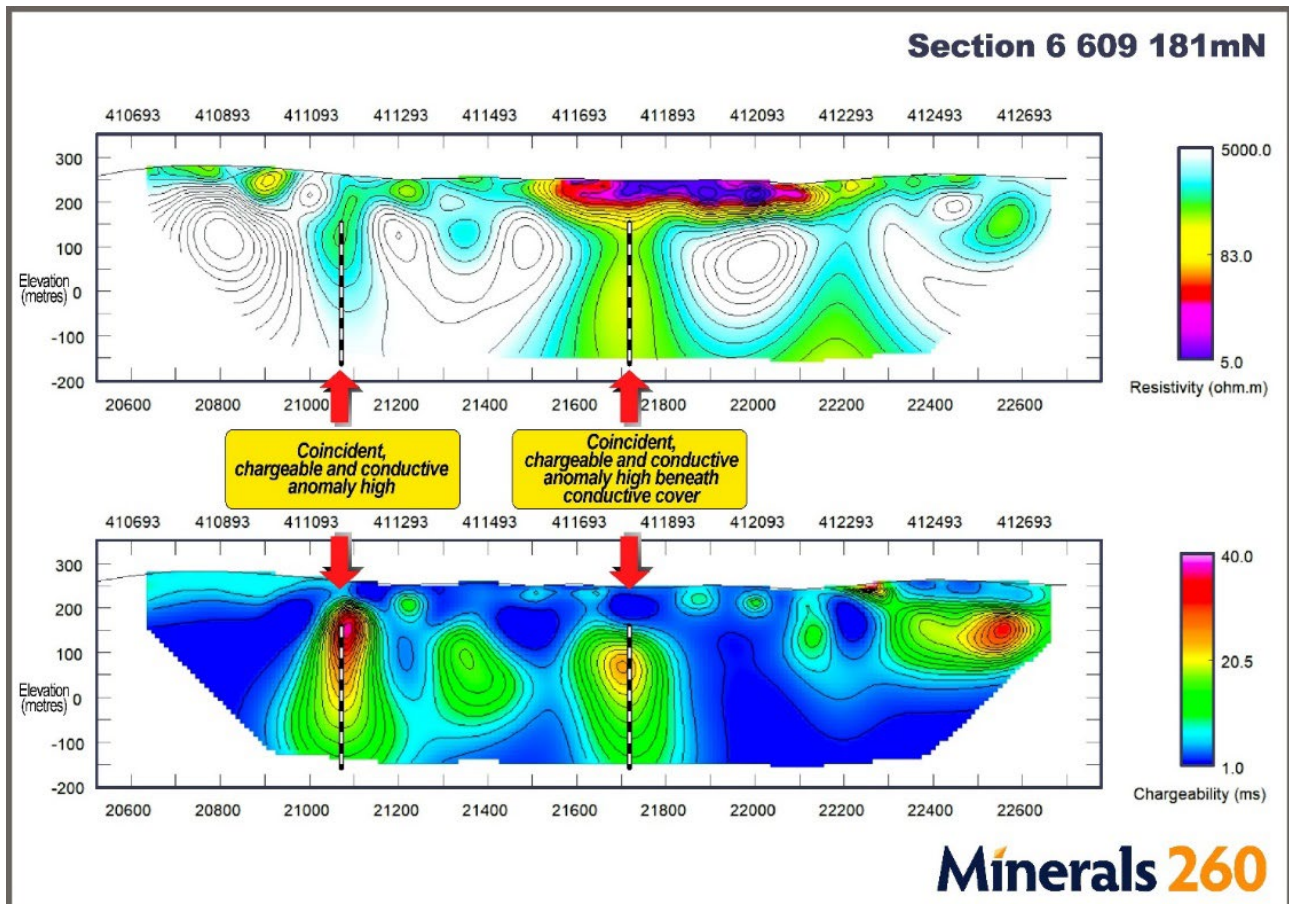 Section 6 609 181mN
410693 410893 411093 411293 411493 411693 411893 412093 412293 412493 412693
300
200
100
Elevation
(metres)
0
-100
-200
20600 20800 21000 21200 21400 21600 21800 22000 22200 22400 22600
5000.0
83.0
5.0
Resistivity (ohm.m)
Coincident,
chargeable and conductive
anomaly high
Coincident,
chargeable and conductive
anomaly high beneath
conductive cover
410693 410893 411093 411293 411493 411693 411893 412093 412293 412493 412693
300
200
100
Elevation
(metres)
0
-100
-200
20600 20800 21000 21200 21400 21600 21800 22000 22200 22400 22600
40.0
20.5
1.0
Chargeability (ms)
Minerals 260